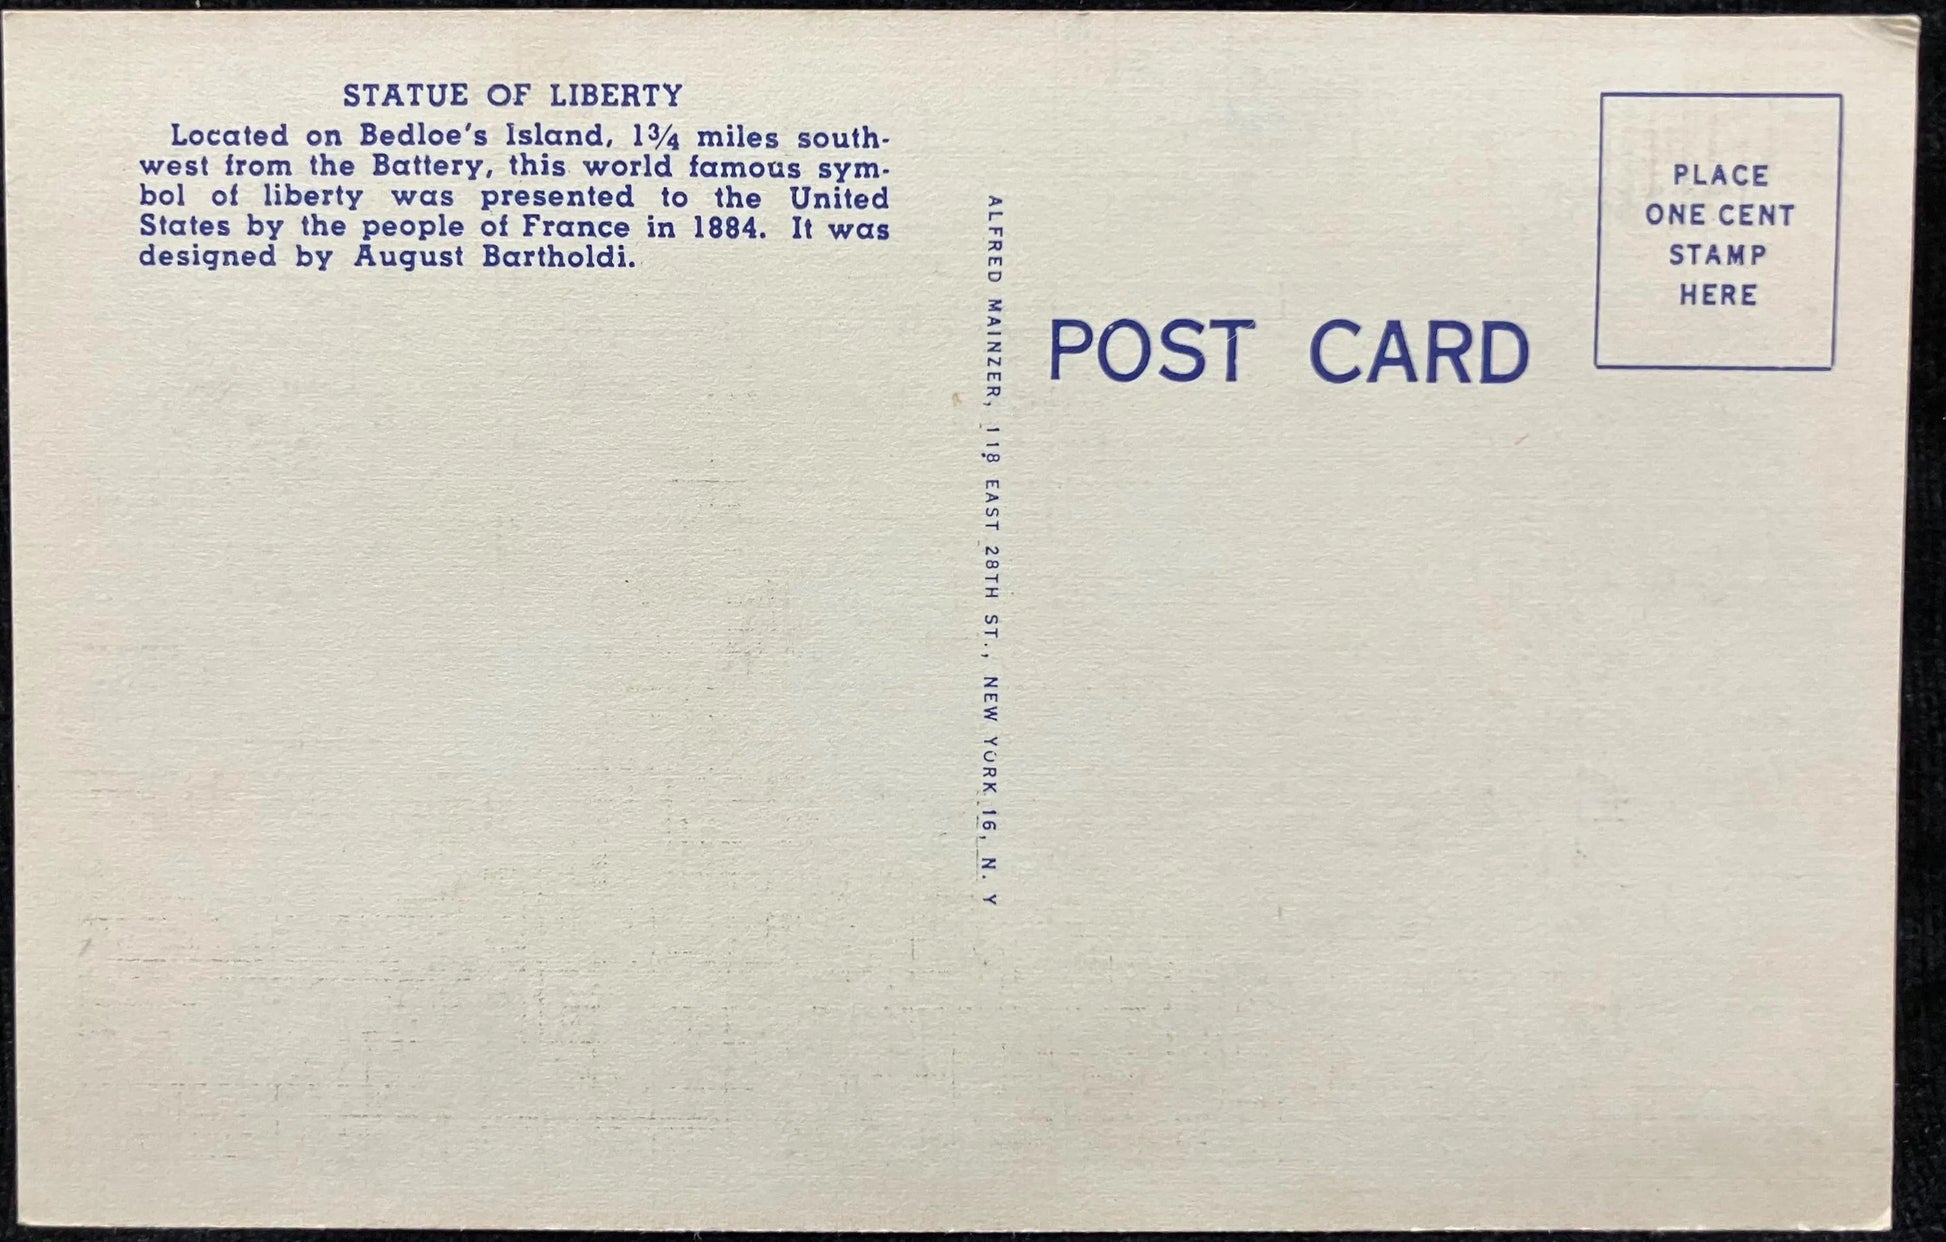 STATUE OF LIBERTY
Located on Bedloe's Island, 1¾ miles south-
west from the Battery, this world famous sym-
bol of liberty was presented to the United
States by the people of France in 1884. It was
designed by August Bartholdi.
ALFRED MAINZER, 118 EAST 28TH ST., NEW YORK 16, N. Y
POST CARD
PLACE
ONE CENT
STAMP
HERE